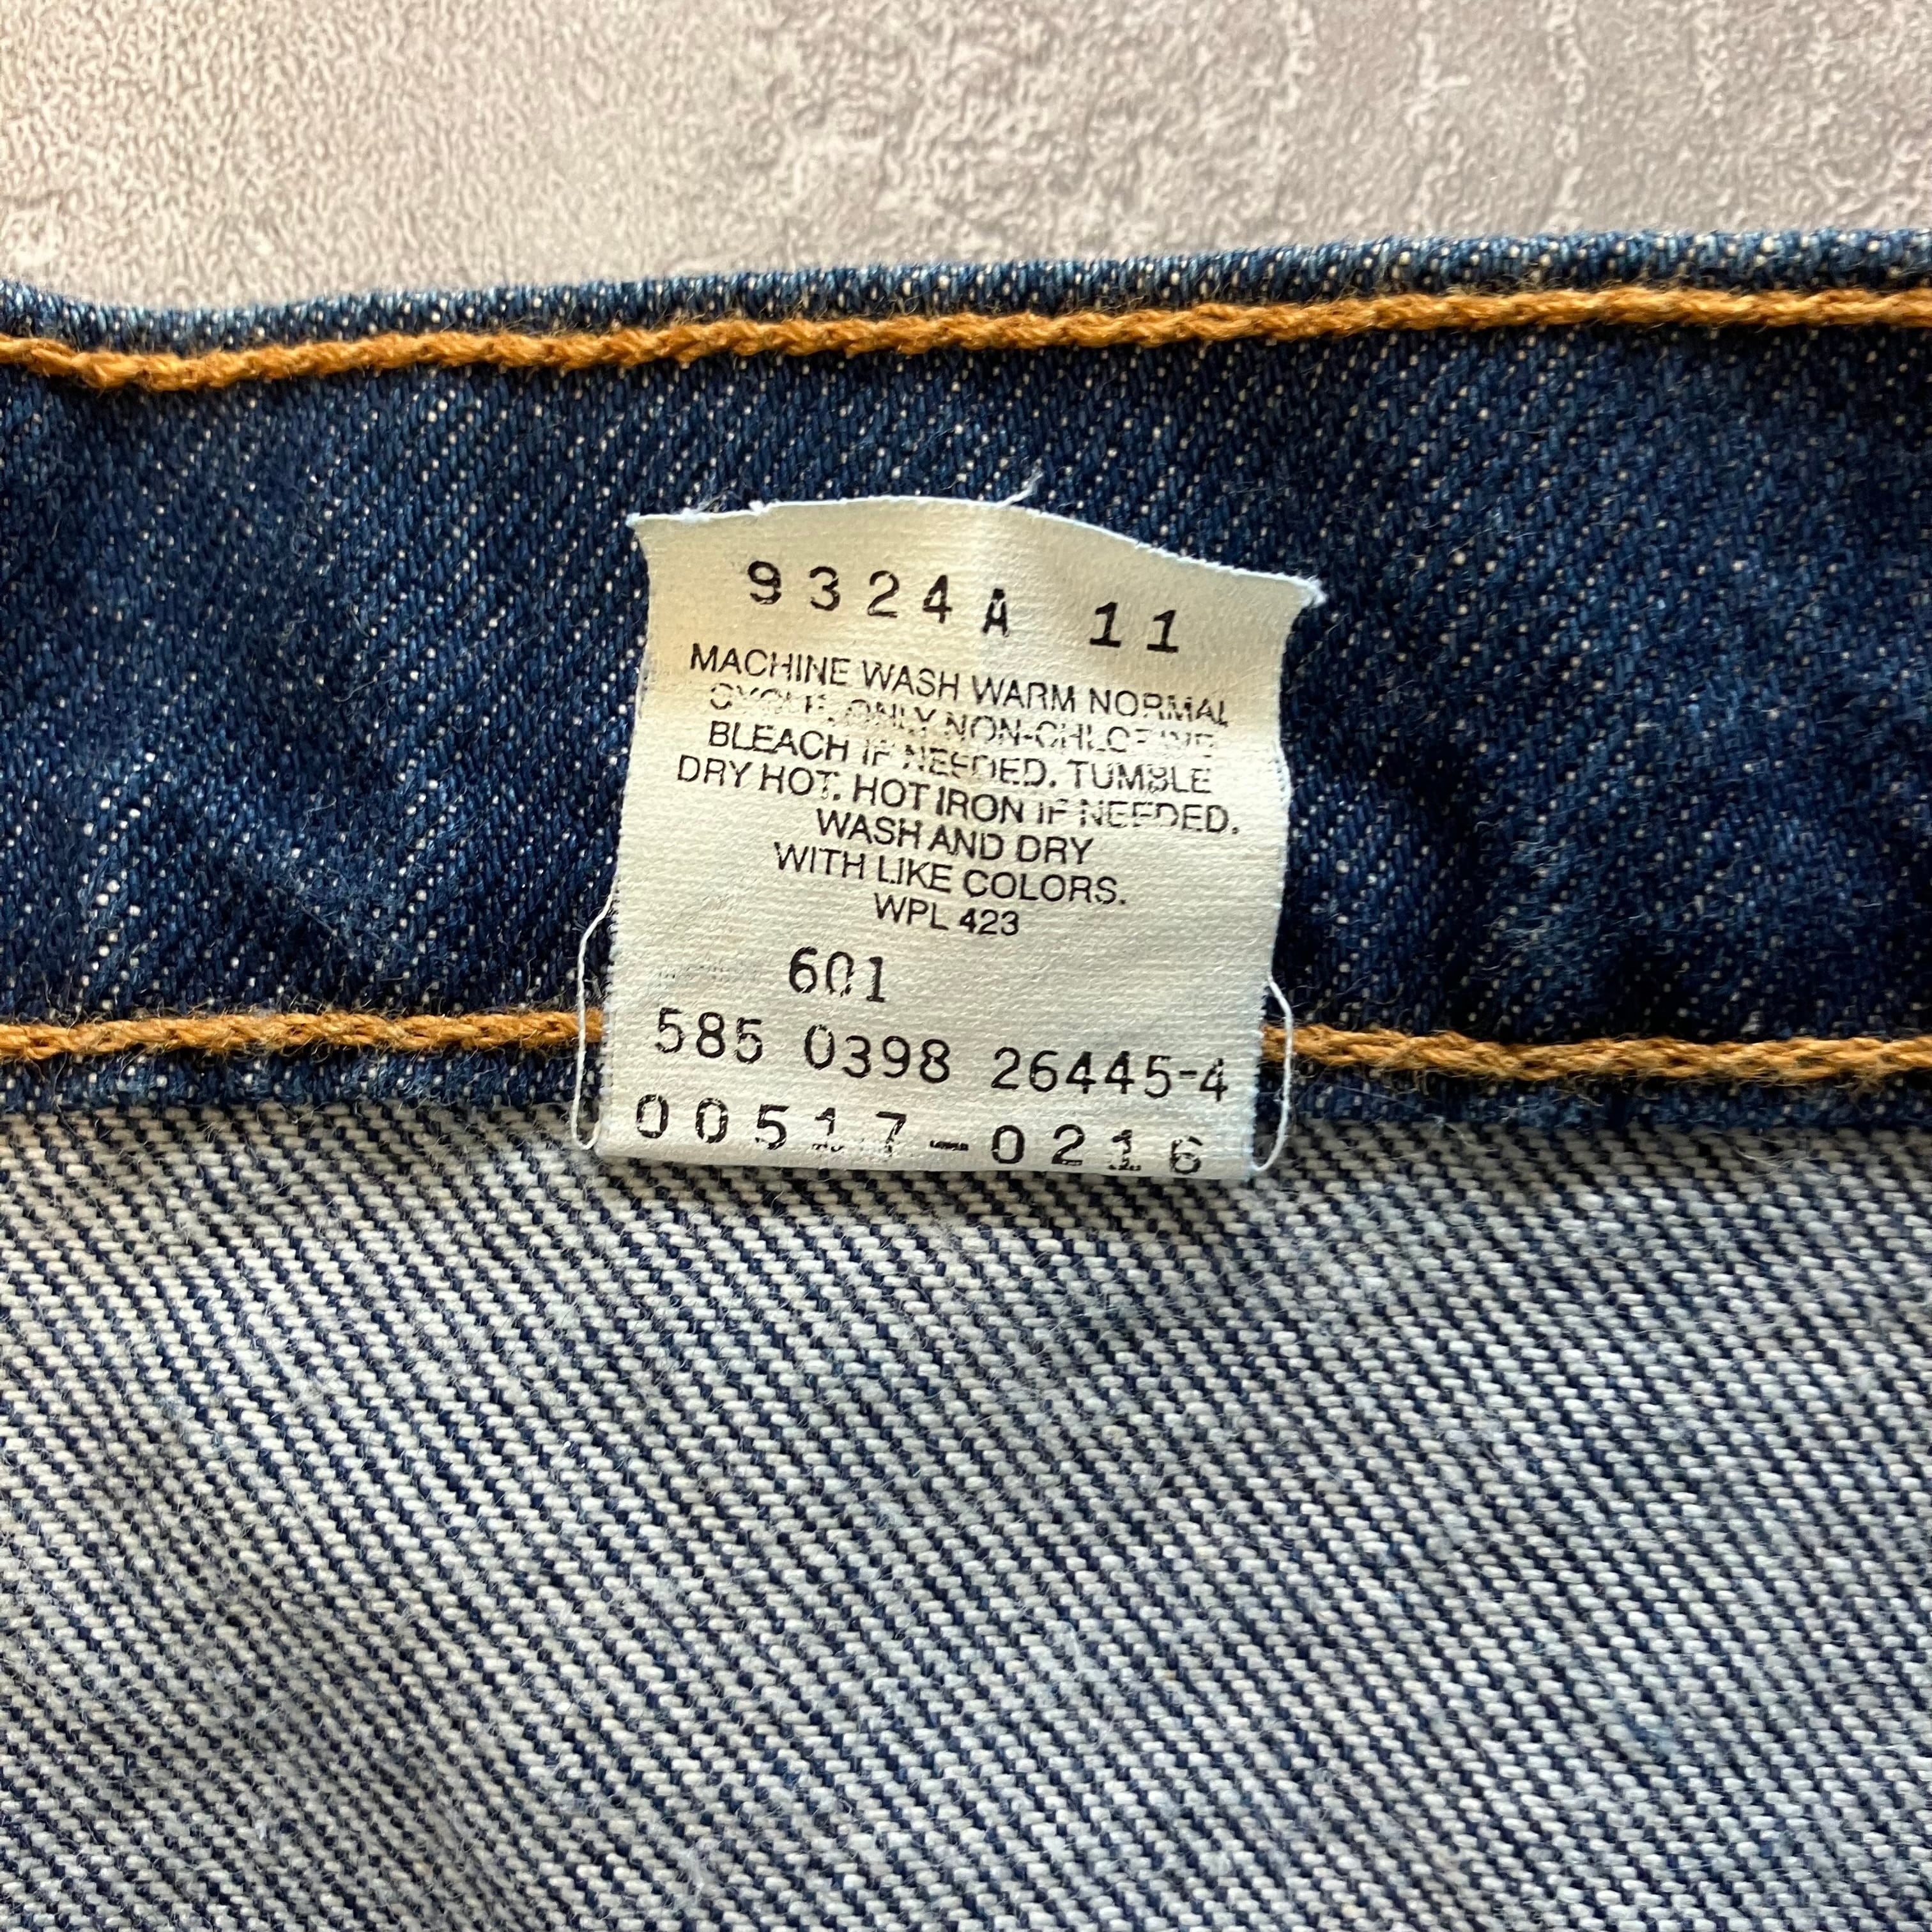 9324A 11
MACHINE WASH WARM NORMAL
CYCLE. ONLY NON-CHLORINE
BLEACH IF NEEDED. TUMBLE
DRY HOT. HOT IRON IF NEEDED.
WASH AND DRY
WITH LIKE COLORS.
WPL 423
601
585 0398 26445-4
00517-0216